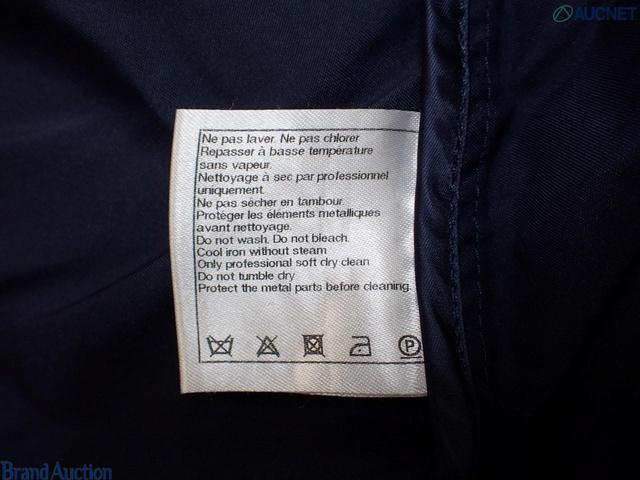 AUCNET
Ne pas laver. Ne pas chlorer
Repasser à basse température
sans vapeur.
Nettoyage à sec par professionnel
uniquement.
Ne pas sécher en tambour.
Protéger les éléments metalliques
avant nettoyage.
Do not wash. Do not bleach.
Cool iron without steam
Only professional soft dry clean
Do not tumble dry
Protect the metal parts before cleaning.
P
Brand Auction